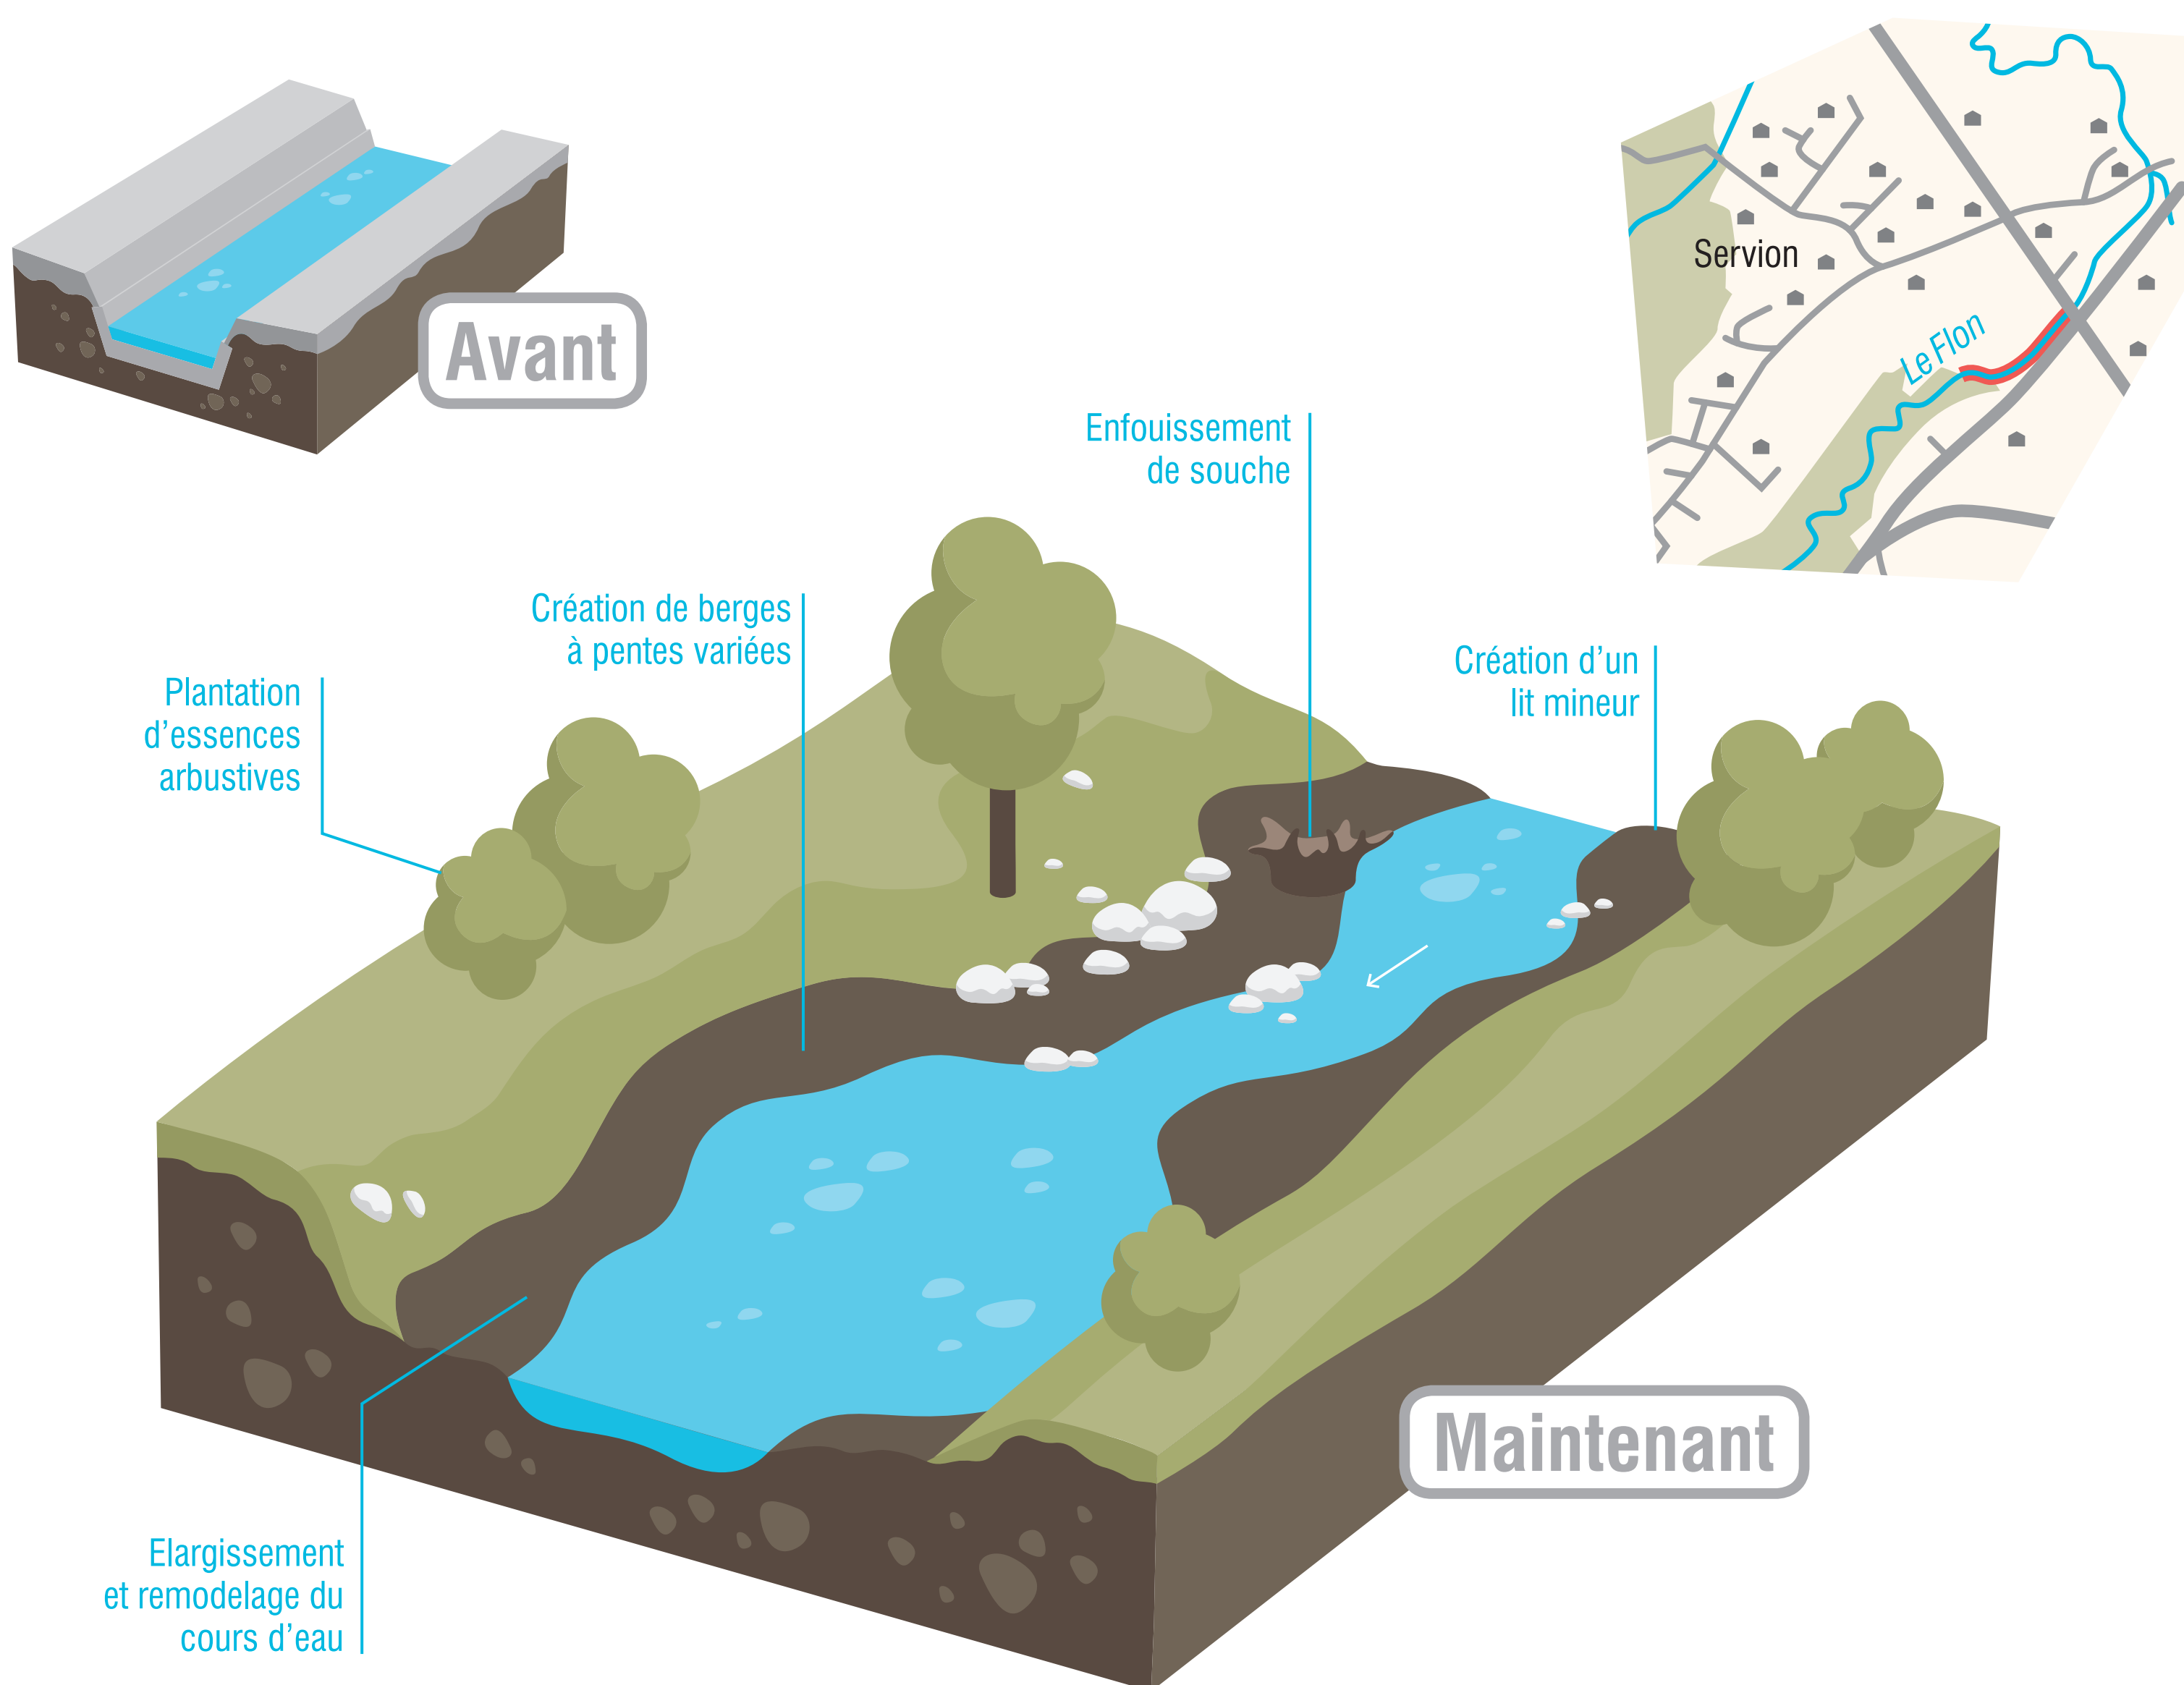 Avant
Servion
Le Flon
Enfouissement
de souche
Création de berges
à pentes variées
Création d’un
lit mineur
Plantation
d’essences
arbustives
Maintenant
Elargissement
et remodelage du
cours d’eau